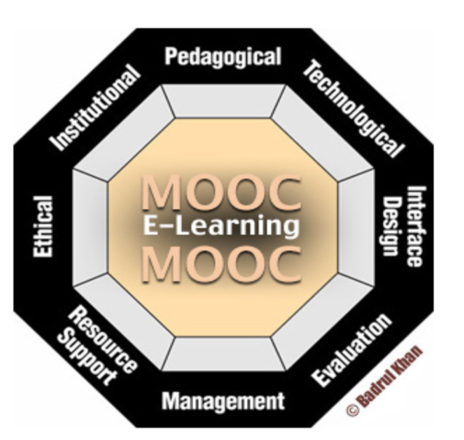 Pedagogical
Technological
Interface
Design
Evaluation
Management
Resource
Support
Ethical
Institutional
MOOC
E-Learning
MOOC
© Badrul Khan